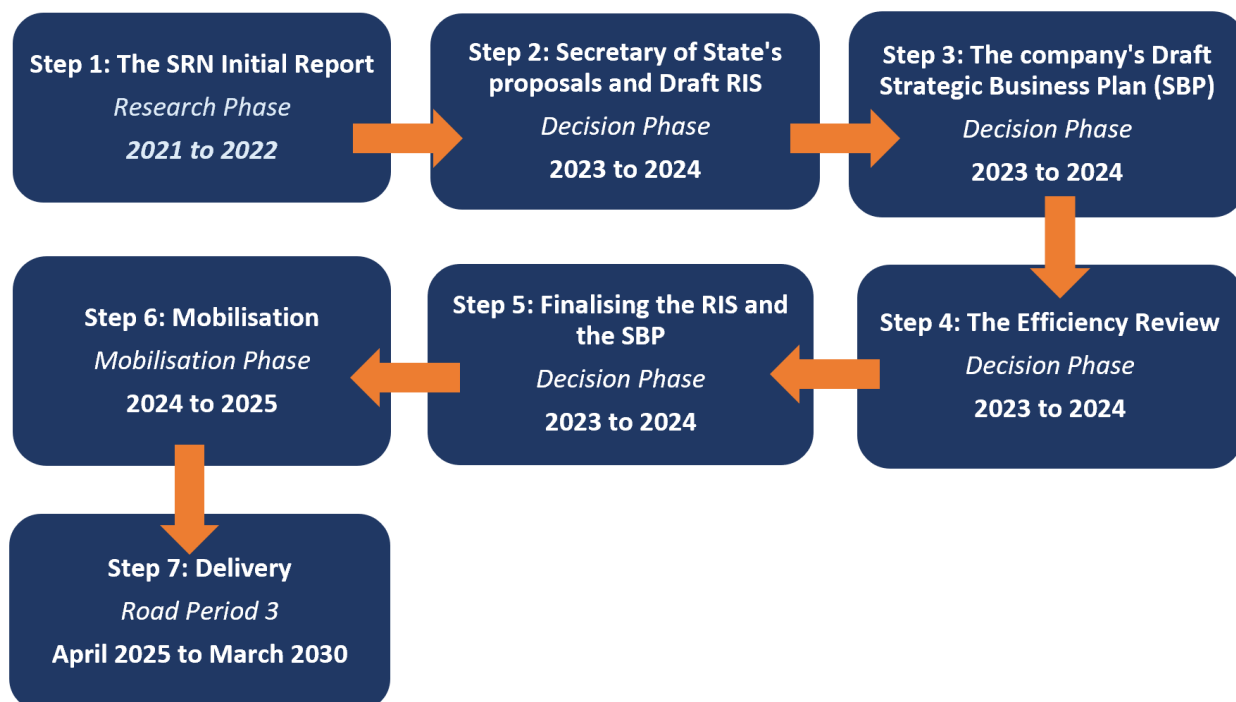 Step 1: The SRN Initial Report
Research Phase
2021 to 2022
Step 2: Secretary of State's
proposals and Draft RIS
Decision Phase
2023 to 2024
Step 3: The company's Draft
Strategic Business Plan (SBP)
Decision Phase
2023 to 2024
Step 4: The Efficiency Review
Decision Phase
2023 to 2024
Step 5: Finalising the RIS and
the SBP
Decision Phase
2023 to 2024
Step 6: Mobilisation
Mobilisation Phase
2024 to 2025
Step 7: Delivery
Road Period 3
April 2025 to March 2030